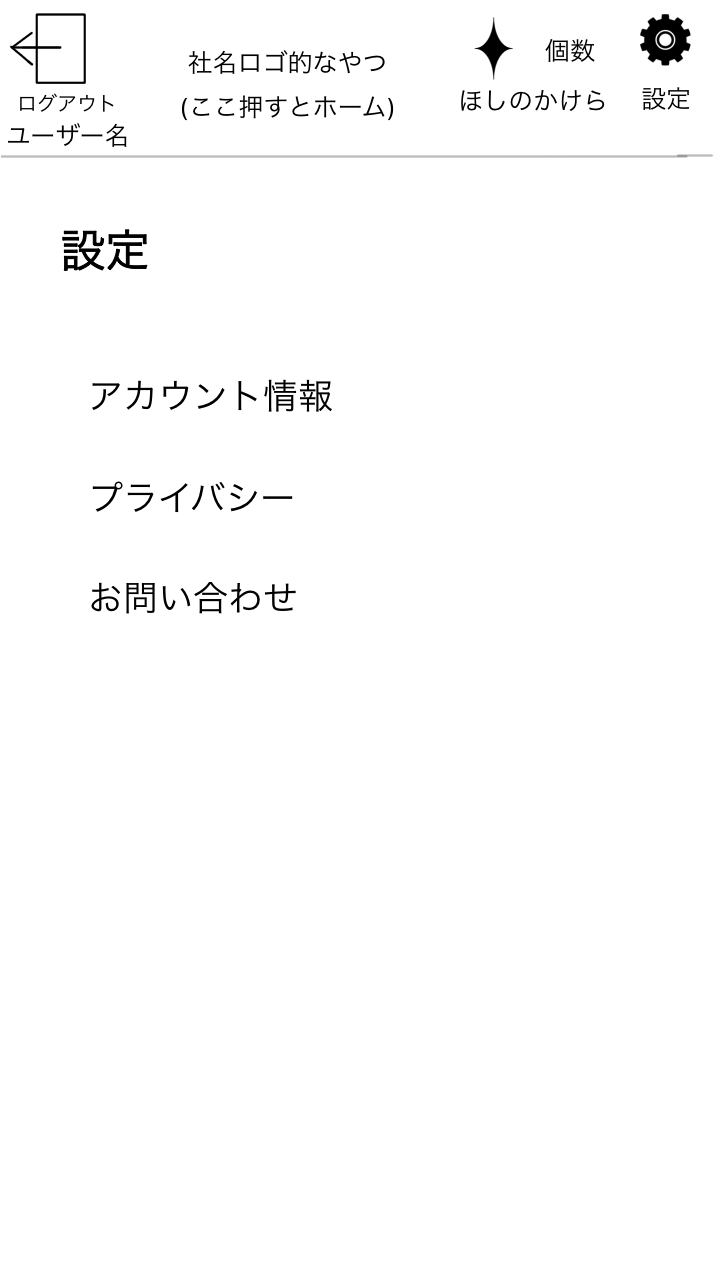 ログアウト
ユーザー名
社名ロゴ的なやつ
(ここ押すとホーム)
個数
ほしのかけら
設定
設定
アカウント情報
プライバシー
お問い合わせ